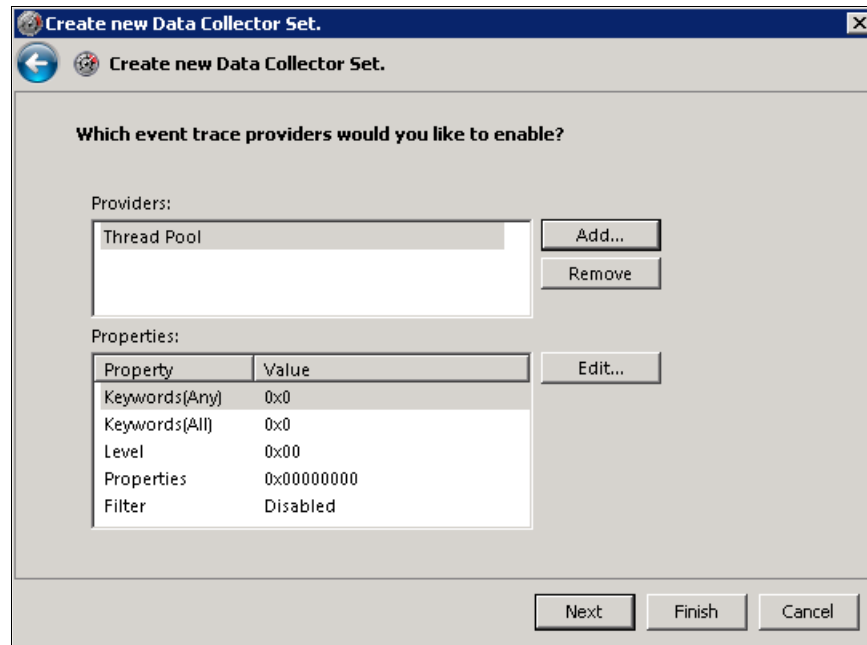 Create new Data Collector Set.
Create new Data Collector Set.
Which event trace providers would you like to enable?
Providers:
Thread Pool
Add...
Remove
Properties:
Property Value
Edit...
Keywords(Any) 0x0
Keywords(All) 0x0
Level 0x00
Properties 0x00000000
Filter Disabled
Next Finish Cancel